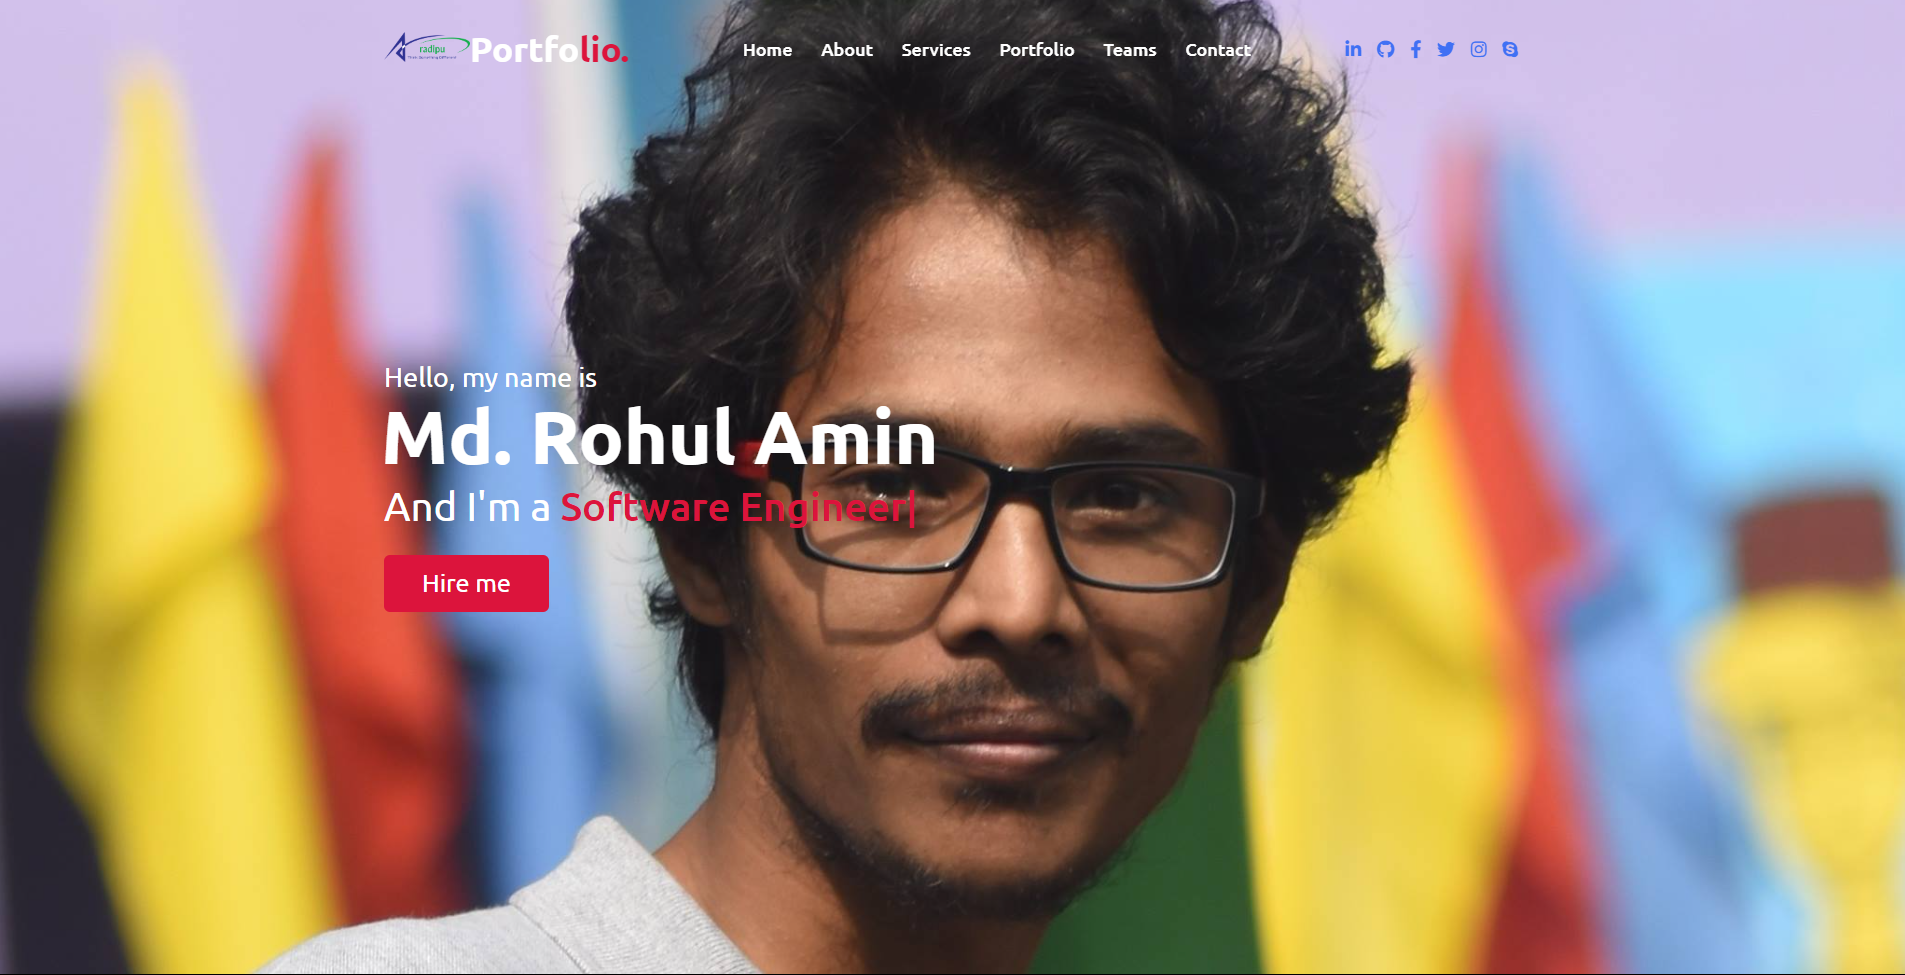 radipu
Portfolio.
Home About Services Portfolio Teams Contact
Hello, my name is
Md. Rohul Amin
And I'm a Software Engineer|
Hire me